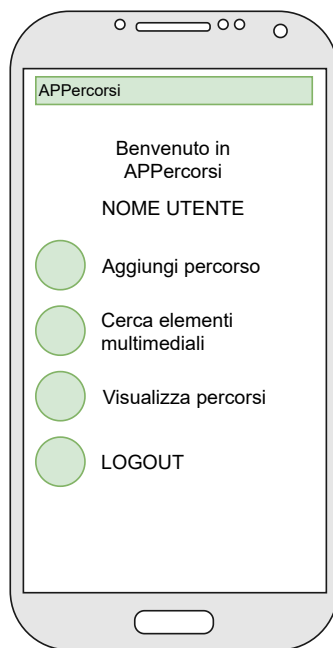 APPercorsi
Benvenuto in
APPercorsi
NOME UTENTE
Aggiungi percorso
Cerca elementi
multimediali
Visualizza percorsi
LOGOUT